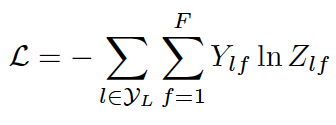 $\mathcal{L} = -\sum_{l \in \mathcal{Y}_L} \sum_{f=1}^{F} Y_{lf} \ln Z_{lf}$